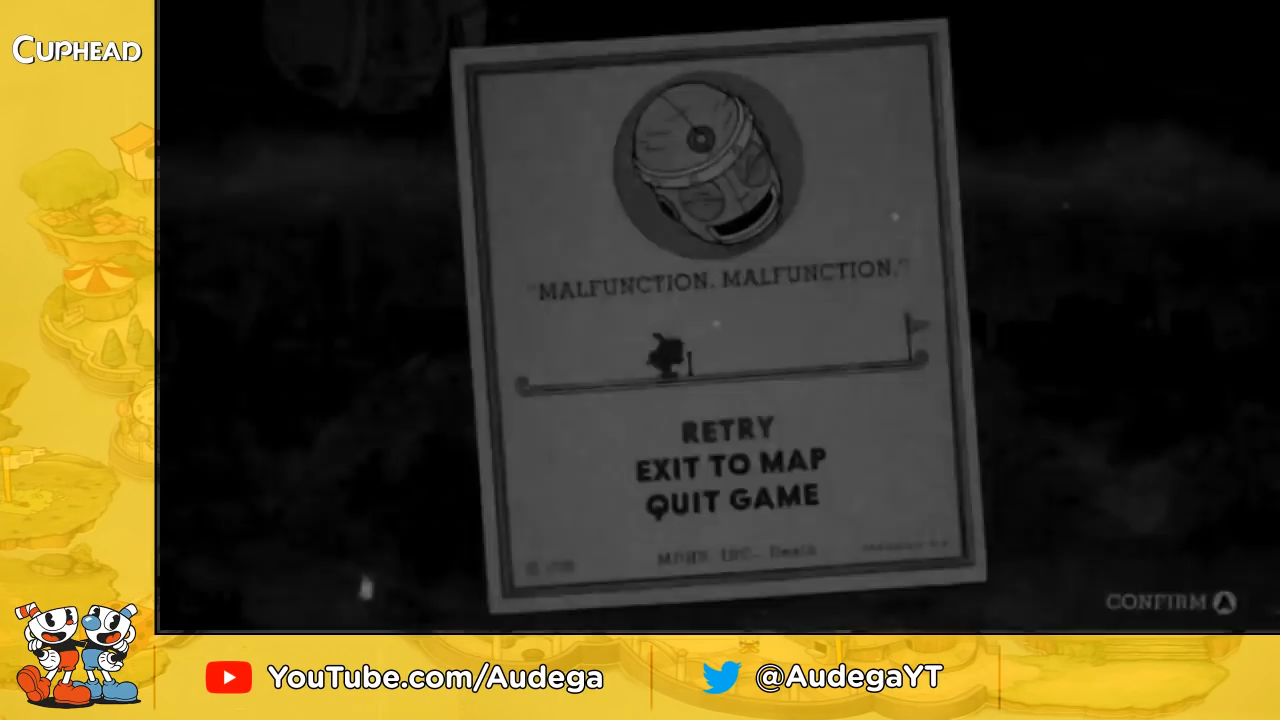 CUPHEAD
"MALFUNCTION. MALFUNCTION."
RETRY
EXIT TO MAP
QUIT GAME
CONFIRM A
YouTube.com/Audega
@AudegaYT